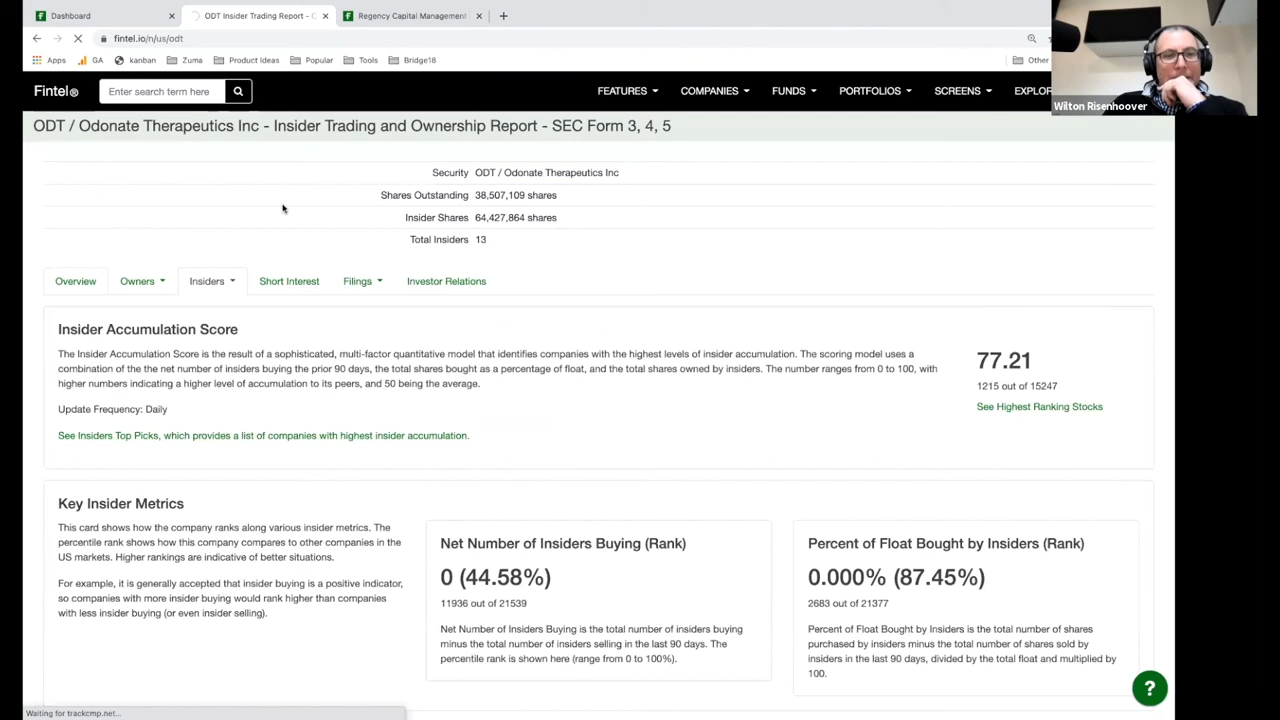 Dashboard
ODT Insider Trading Report - C
Regency Capital Management
fintel.io/n/us/odt
Apps
GA
kanban
Zuma
Product Ideas
Popular
Tools
Bridge18
Other
Wilton Risenhoover
Fintel
Enter search term here
FEATURES
COMPANIES
FUNDS
PORTFOLIOS
SCREENS
EXPLOR
ODT / Odonate Therapeutics Inc - Insider Trading and Ownership Report - SEC Form 3, 4, 5
Security ODT / Odonate Therapeutics Inc
Shares Outstanding 38,507,109 shares
Insider Shares 64,427,864 shares
Total Insiders 13
Overview
Owners
Insiders
Short Interest
Filings
Investor Relations
Insider Accumulation Score
The Insider Accumulation Score is the result of a sophisticated, multi-factor quantitative model that identifies companies with the highest levels of insider accumulation. The scoring model uses a
combination of the the net number of insiders buying the prior 90 days, the total shares bought as a percentage of float, and the total shares owned by insiders. The number ranges from 0 to 100, with
higher numbers indicating a higher level of accumulation to its peers, and 50 being the average.
Update Frequency: Daily
See Insiders Top Picks, which provides a list of companies with highest insider accumulation.
77.21
1215 out of 15247
See Highest Ranking Stocks
Key Insider Metrics
This card shows how the company ranks along various insider metrics. The
percentile rank shows how this company compares to other companies in the
US markets. Higher rankings are indicative of better situations.
For example, it is generally accepted that insider buying is a positive indicator,
so companies with more insider buying would rank higher than companies
with less insider buying (or even insider selling).
Net Number of Insiders Buying (Rank)
0 (44.58%)
11936 out of 21539
Net Number of Insiders Buying is the total number of insiders buying
minus the total number of insiders selling in the last 90 days. The
percentile rank is shown here (range from 0 to 100%).
Percent of Float Bought by Insiders (Rank)
0.000% (87.45%)
2683 out of 21377
Percent of Float Bought by Insiders is the total number of shares
purchased by insiders minus the total number of shares sold by
insiders in the last 90 days, divided by the total float and multiplied by
100.
?
Waiting for trackcmp.net...